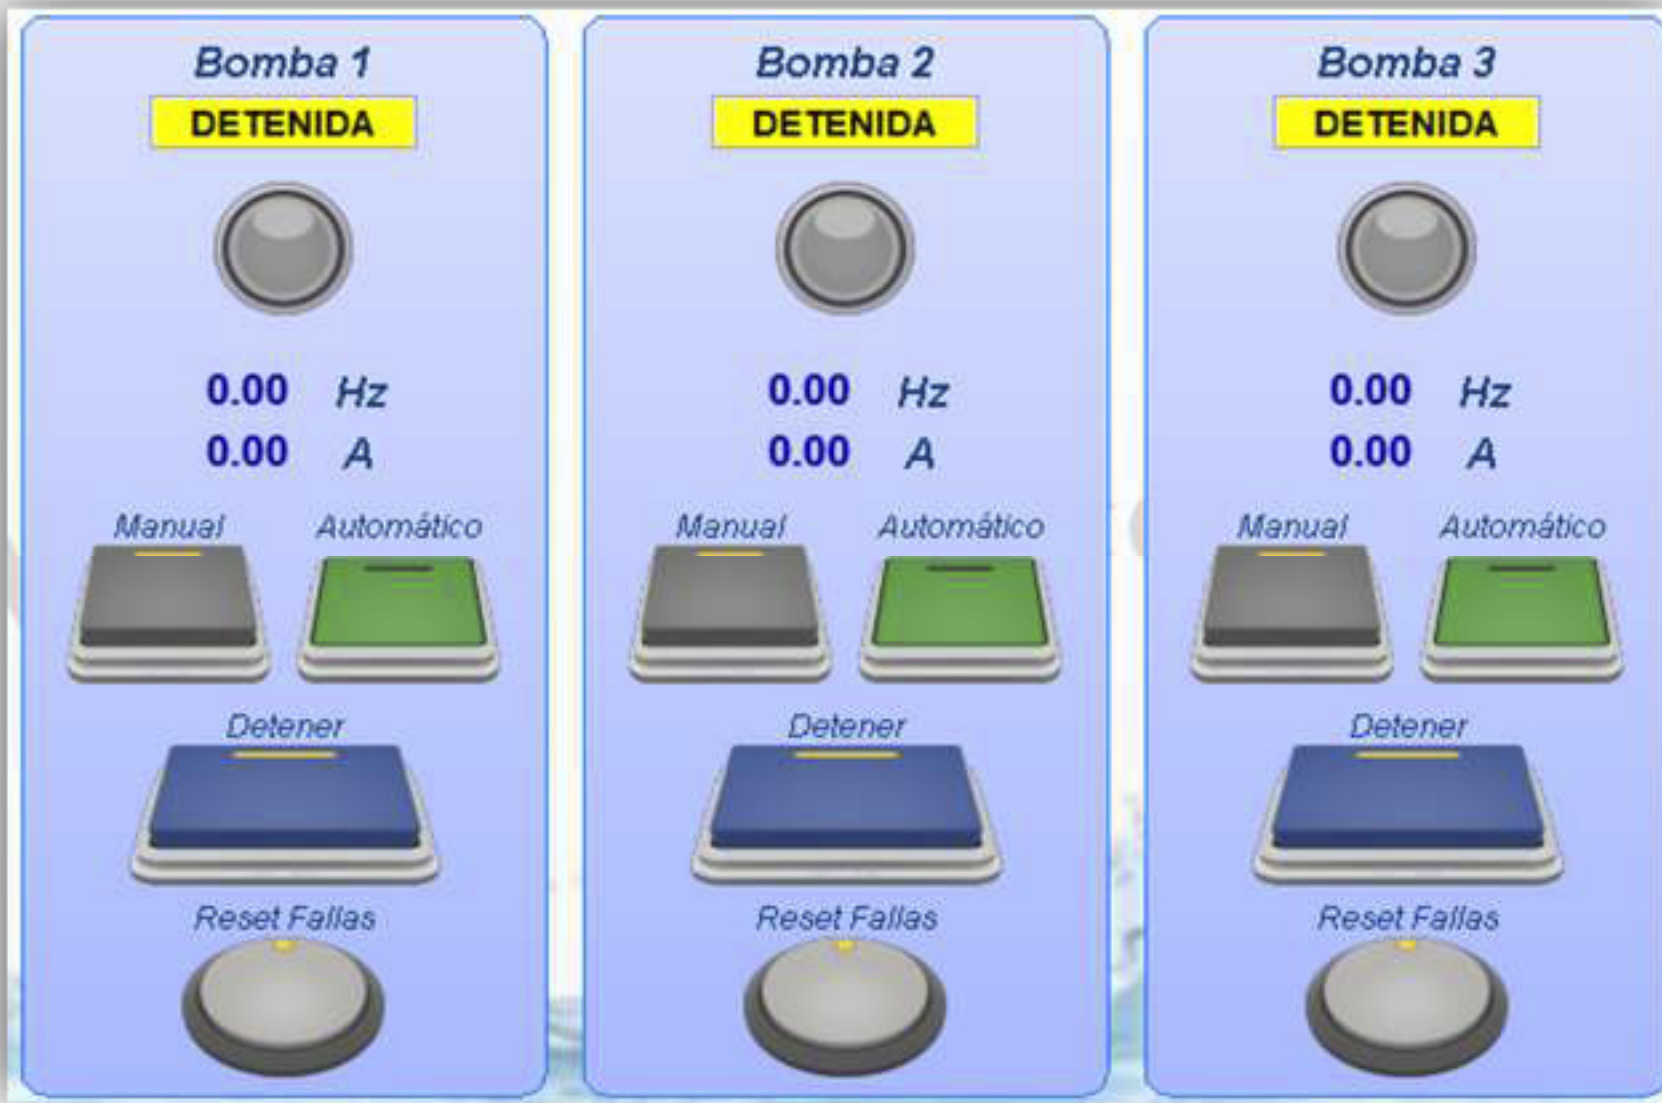 Bomba 1
DETENIDA
0.00 Hz
0.00 A
Manual Automático
Detener
Reset Fallas
Bomba 2
DETENIDA
0.00 Hz
0.00 A
Manual Automático
Detener
Reset Fallas
Bomba 3
DETENIDA
0.00 Hz
0.00 A
Manual Automático
Detener
Reset Fallas